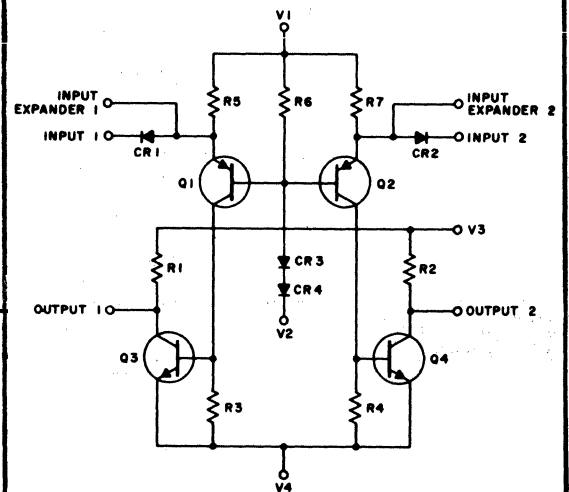 V1
INPUT
EXPANDER 1
INPUT 1
CR1
R5
R6
R7
INPUT
EXPANDER 2
INPUT 2
CR2
Q1
Q2
V3
R1
R2
CR3
CR4
V2
OUTPUT 1
OUTPUT 2
Q3
Q4
R3
R4
V4